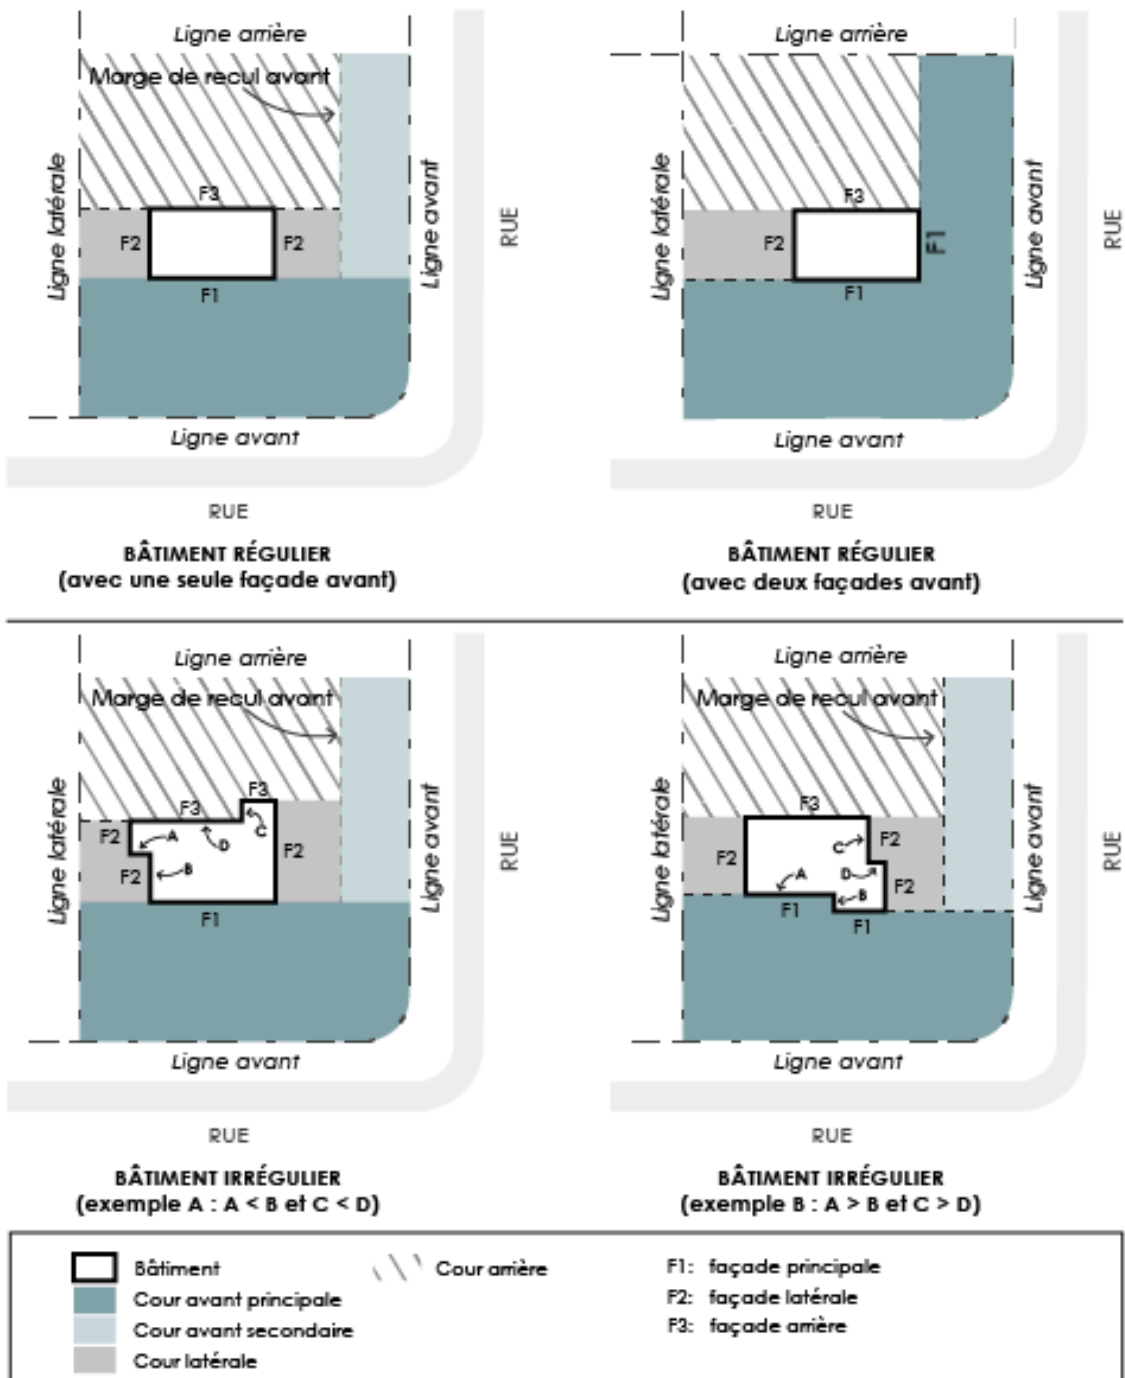 Ligne arrière
Marge de recul avant
Ligne latérale
F3
F2
F2
F1
Ligne avant
RUE
Ligne avant
RUE
BÂTIMENT RÉGULIER
(avec une seule façade avant)
Ligne arrière
Ligne latérale
F3
F2
F1
F1
Ligne avant
RUE
Ligne avant
RUE
BÂTIMENT RÉGULIER
(avec deux façades avant)
Ligne arrière
Marge de recul avant
Ligne latérale
F3
F3
F2
A
D
C
F2
F2
B
F1
Ligne avant
RUE
Ligne avant
RUE
BÂTIMENT IRRÉGULIER
(exemple A : A < B et C < D)
Ligne arrière
Marge de recul avant
Ligne latérale
F3
C
F2
F2
A
D
F2
B
F1
F1
Ligne avant
RUE
Ligne avant
RUE
BÂTIMENT IRRÉGULIER
(exemple B : A > B et C > D)
Bâtiment
Cour avant principale
Cour avant secondaire
Cour latérale
Cour arrière
F1: façade principale
F2: façade latérale
F3: façade arrière